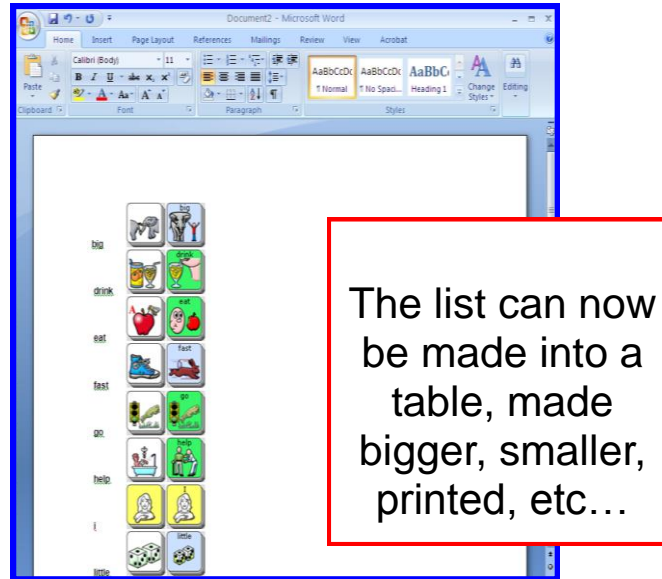 Document2 - Microsoft Word
Home Insert Page Layout References Mailings Review View Acrobat
Calibri (Body) 11
Paste
B I U abc x, x'
Aa A A
AaBbCcDc AaBbCcDc AaBbC
¶ Normal ¶ No Spaci... Heading 1
Change Styles
Editing
Clipboard Font Paragraph Styles
big
big
drink
drink
eat
eat
fast
fast
go
go
help
help
I
i
little
little
The list can now
be made into a
table, made
bigger, smaller,
printed, etc…